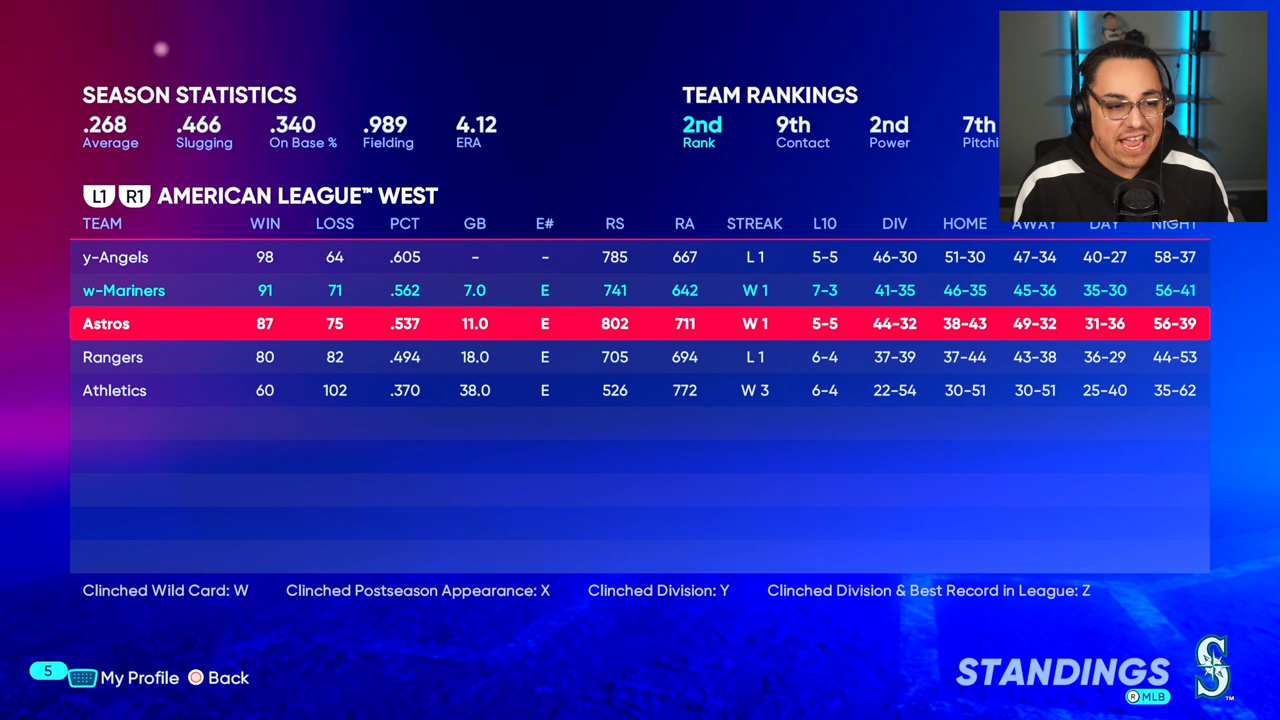 SEASON STATISTICS
.268 .466 .340 .989 4.12
Average Slugging On Base % Fielding ERA
TEAM RANKINGS
2nd 9th 2nd 7th
Rank Contact Power Pitchi
L1 R1 AMERICAN LEAGUE™ WEST
TEAM WIN LOSS PCT GB E# RS RA STREAK L10 DIV HOME AWAY DAY NIGHT
y-Angels 98 64 .605 - - 785 667 L 1 5-5 46-30 51-30 47-34 40-27 58-37
w-Mariners 91 71 .562 7.0 E 741 642 W 1 7-3 41-35 46-35 45-36 35-30 56-41
Astros 87 75 .537 11.0 E 802 711 W 1 5-5 44-32 38-43 49-32 31-36 56-39
Rangers 80 82 .494 18.0 E 705 694 L 1 6-4 37-39 37-44 43-38 36-29 44-53
Athletics 60 102 .370 38.0 E 526 772 W 3 6-4 22-54 30-51 30-51 25-40 35-62
Clinched Wild Card: W Clinched Postseason Appearance: X Clinched Division: Y Clinched Division & Best Record in League: Z
5 My Profile Back
STANDINGS
R MLB
S ™